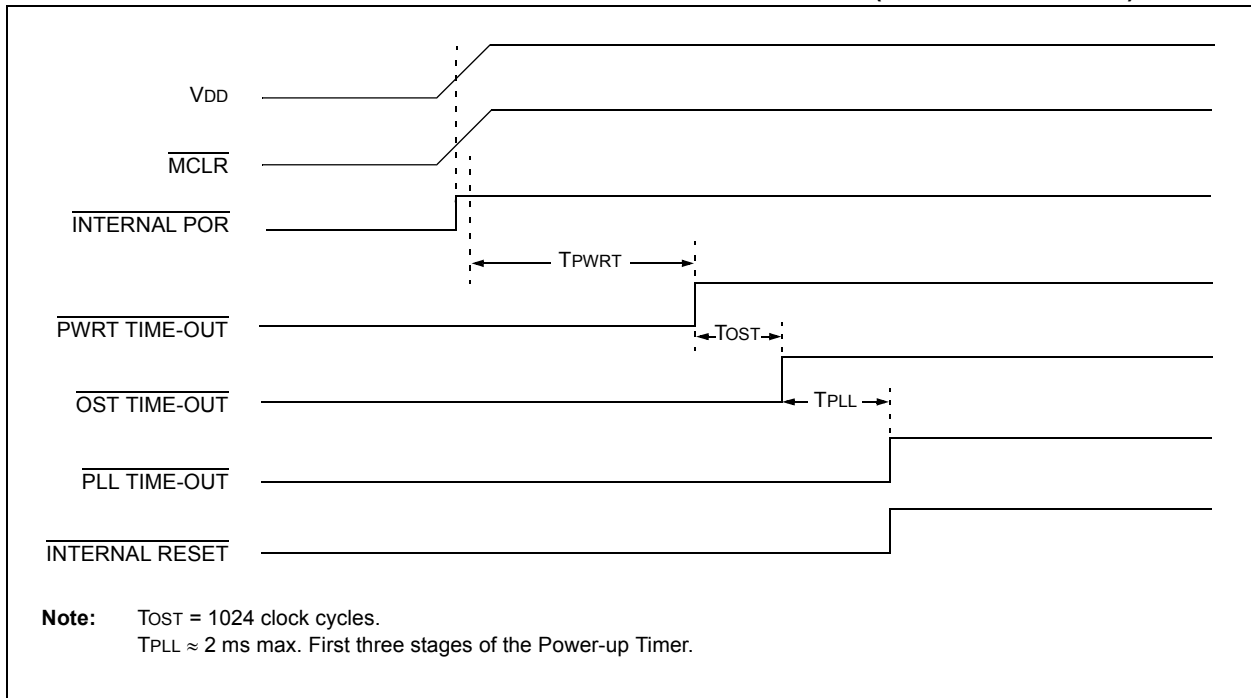 VDD
MCLR
INTERNAL POR
TPWRT
PWRT TIME-OUT
TOST
OST TIME-OUT
TPLL
PLL TIME-OUT
INTERNAL RESET
Note: TOST = 1024 clock cycles.
TPLL ≈ 2 ms max. First three stages of the Power-up Timer.